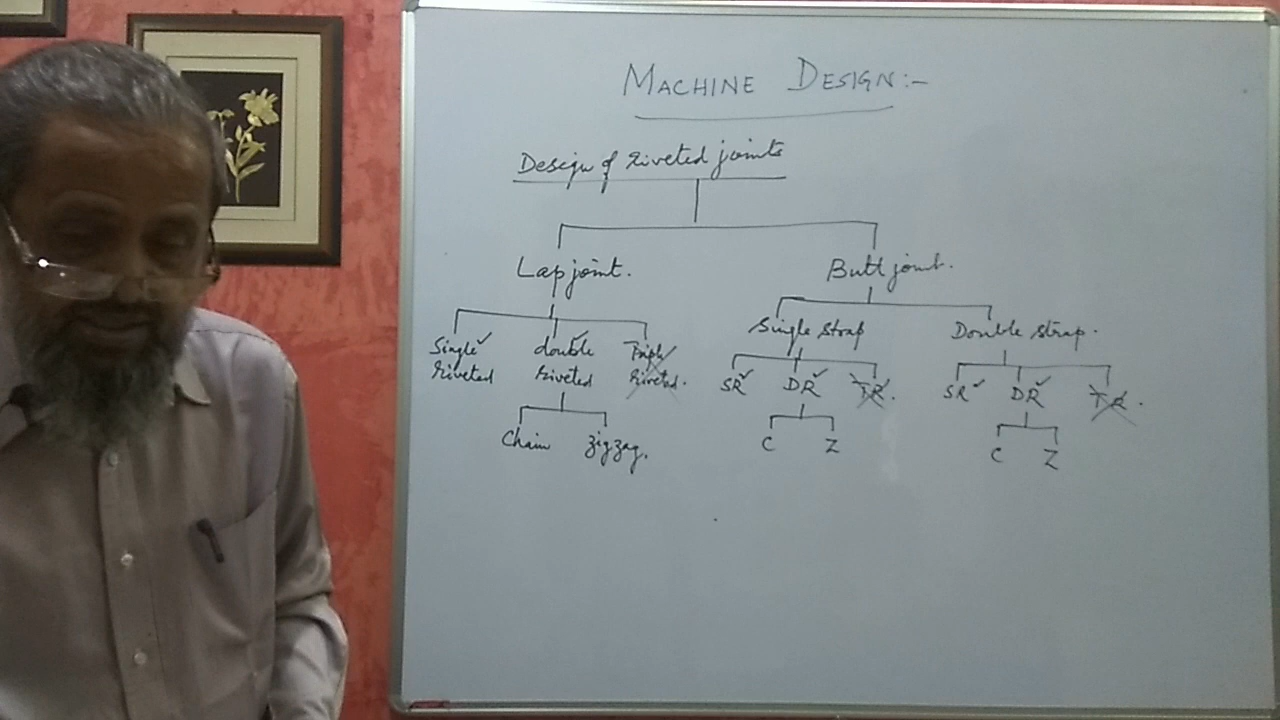 MACHINE DESIGN:-
Design of riveted joints
Lap joint. Butt joint.
Single strap Double strap.
Single double Triple
riveted riveted riveted.
SR DR TR. SR DR TR.
Chain zigzag. C Z C Z